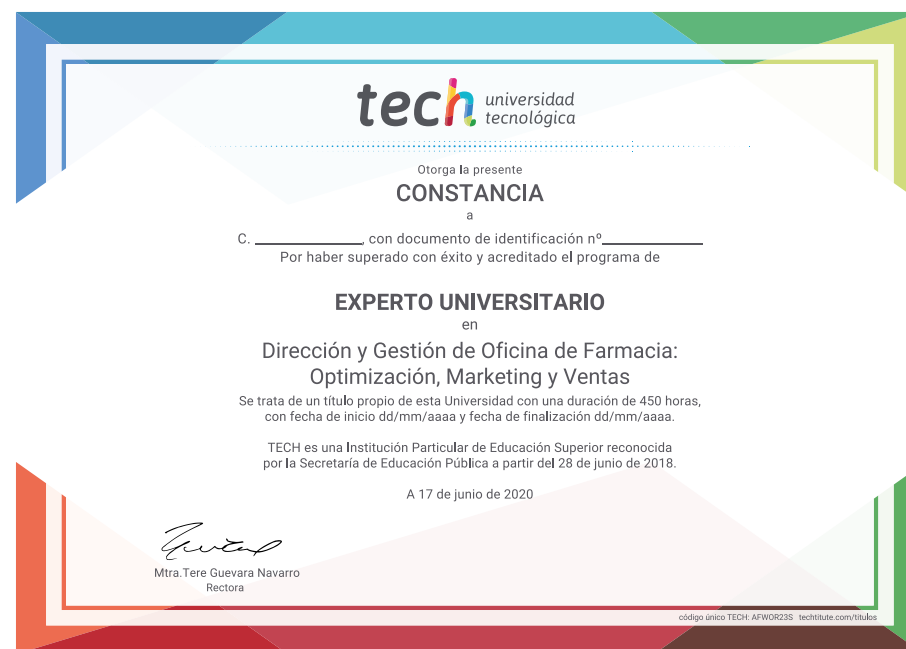 tech universidad
tecnológica
Otorga la presente
CONSTANCIA
a
C. ______________, con documento de identificación nº_____________
Por haber superado con éxito y acreditado el programa de
EXPERTO UNIVERSITARIO
en
Dirección y Gestión de Oficina de Farmacia:
Optimización, Marketing y Ventas
Se trata de un título propio de esta Universidad con una duración de 450 horas,
con fecha de inicio dd/mm/aaaa y fecha de finalización dd/mm/aaaa.
TECH es una Institución Particular de Educación Superior reconocida
por la Secretaría de Educación Pública a partir del 28 de junio de 2018.
A 17 de junio de 2020
Mtra.Tere Guevara Navarro
Rectora
código único TECH: AFWOR23S techtitute.com/titulos